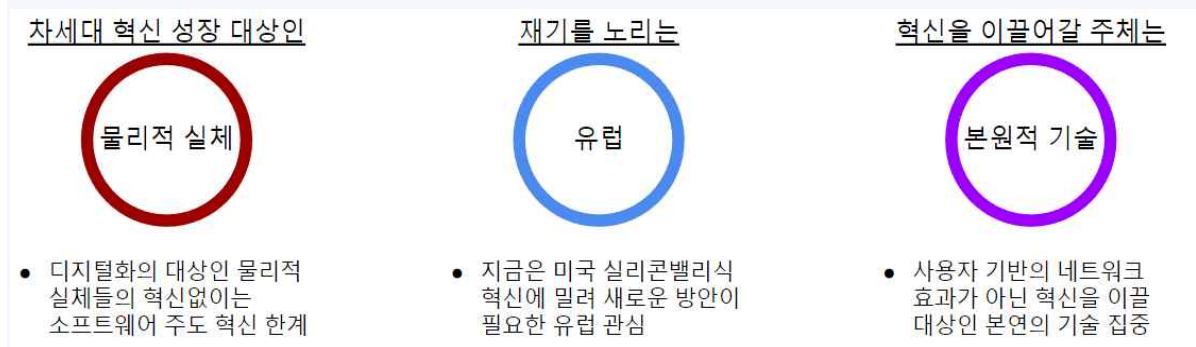 차세대 혁신 성장 대상인
물리적 실체
● 디지털화의 대상인 물리적
실체들의 혁신없이는
소프트웨어 주도 혁신 한계
재기를 노리는
유럽
● 지금은 미국 실리콘밸리식
혁신에 밀려 새로운 방안이
필요한 유럽 관심
혁신을 이끌어갈 주체는
본원적 기술
● 사용자 기반의 네트워크
효과가 아닌 혁신을 이끌
대상인 본연의 기술 집중